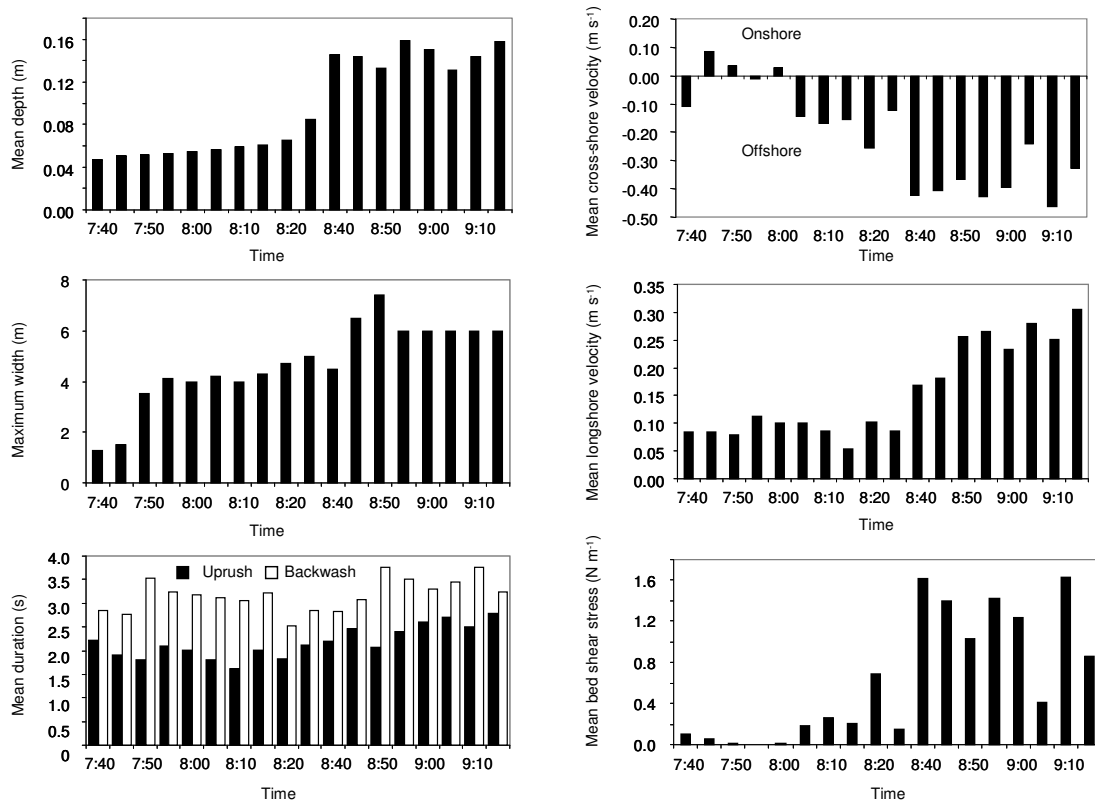 Mean depth (m)
0.16
0.12
0.08
0.04
0.00
7:40 7:50 8:00 8:10 8:20 8:40 8:50 9:00 9:10
Time
Mean cross-shore velocity (m s⁻¹)
0.20
0.10
0.00
-0.10
-0.20
-0.30
-0.40
-0.50
Onshore
Offshore
7:40 7:50 8:00 8:10 8:20 8:40 8:50 9:00 9:10
Time
Maximum width (m)
8
6
4
2
0
7:40 7:50 8:00 8:10 8:20 8:40 8:50 9:00 9:10
Time
Mean longshore velocity (m s⁻¹)
0.35
0.30
0.25
0.20
0.15
0.10
0.05
0.00
7:40 7:50 8:00 8:10 8:20 8:40 8:50 9:00 9:10
Time
Mean duration (s)
4.0
3.5
3.0
2.5
2.0
1.5
1.0
0.5
0
Uprush Backwash
7:40 7:50 8:00 8:10 8:20 8:40 8:50 9:00 9:10
Time
Mean bed shear stress (N m⁻¹)
1.6
1.2
0.8
0.4
0.0
7:40 7:50 8:00 8:10 8:20 8:40 8:50 9:00 9:10
Time